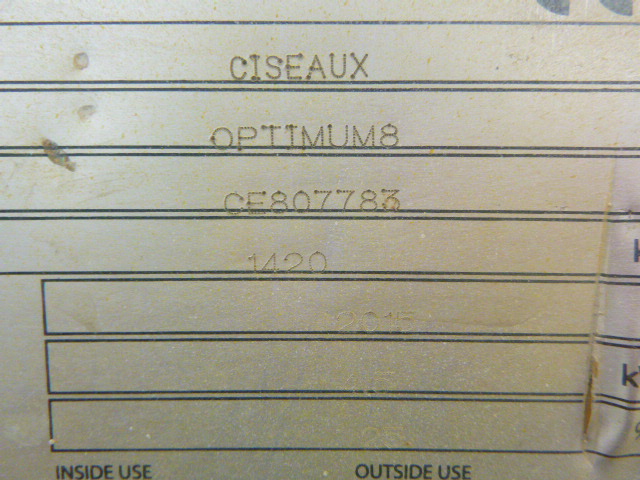 CISEAUX
OPTIMUM8
CE807783
1420
2015
INSIDE USE OUTSIDE USE